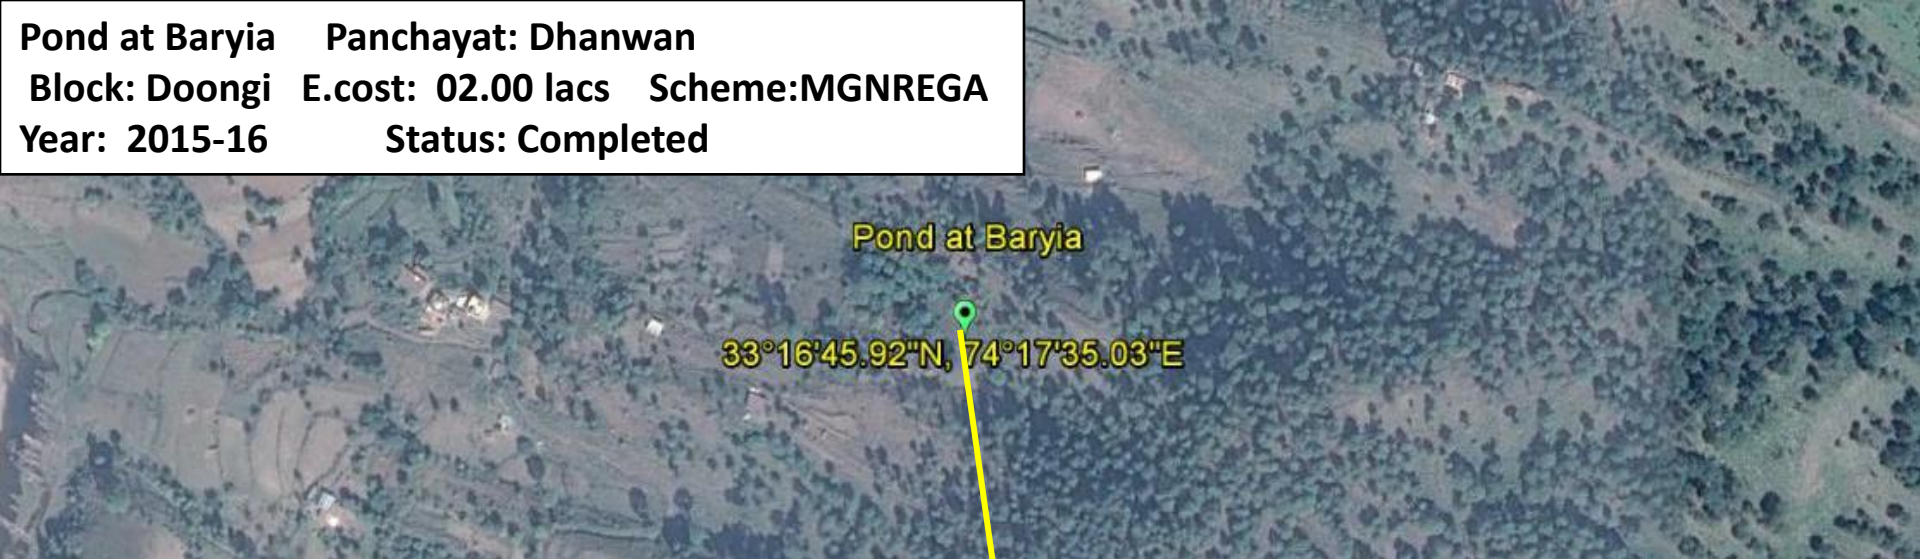 Pond at Baryia Panchayat: Dhanwan
Block: Doongi E.cost: 02.00 lacs Scheme:MGNREGA
Year: 2015-16 Status: Completed
Pond at Baryia
33°16'45.92"N, 74°17'35.03"E